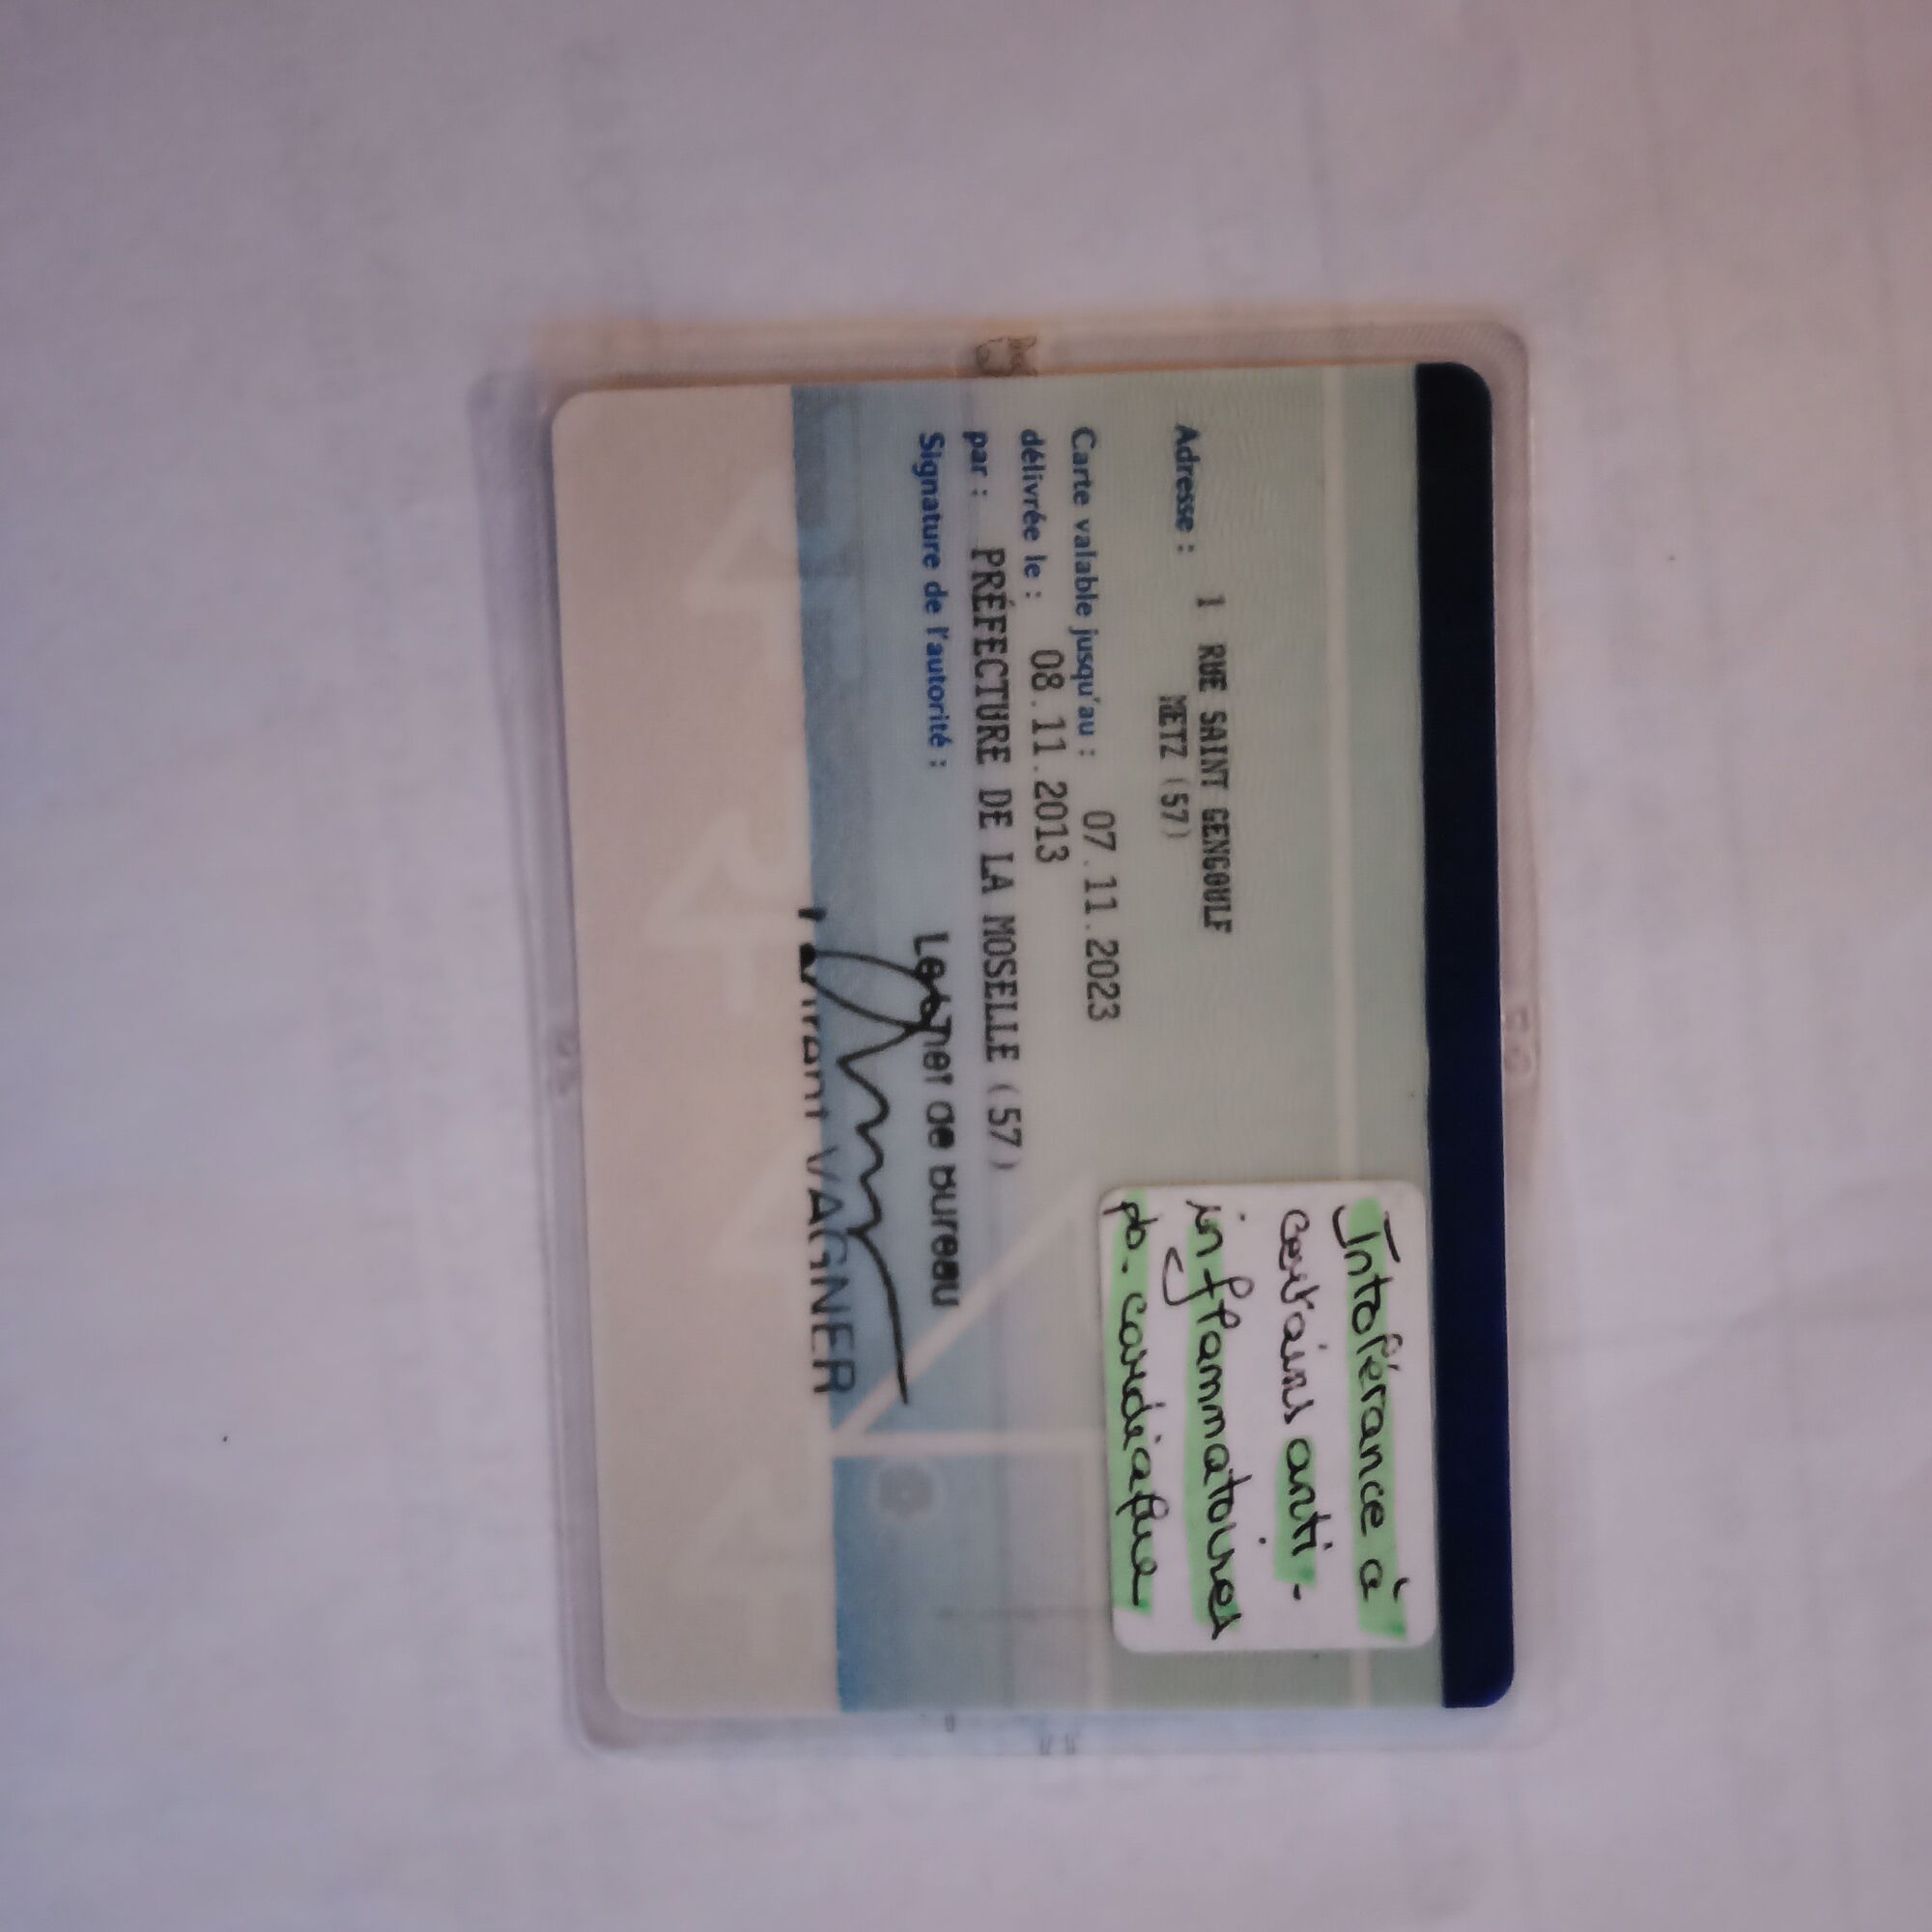 Intolérance à
certains anti-
inflammatoires
pb. cardiaque
Adresse : 1 RUE SAINT GENGOULF
METZ (57)
Carte valable jusqu'au : 07.11.2023
délivrée le : 08.11.2013
par : PRÉFECTURE DE LA MOSELLE (57)
Signature de l'autorité :
Le chef de bureau
VAGNER